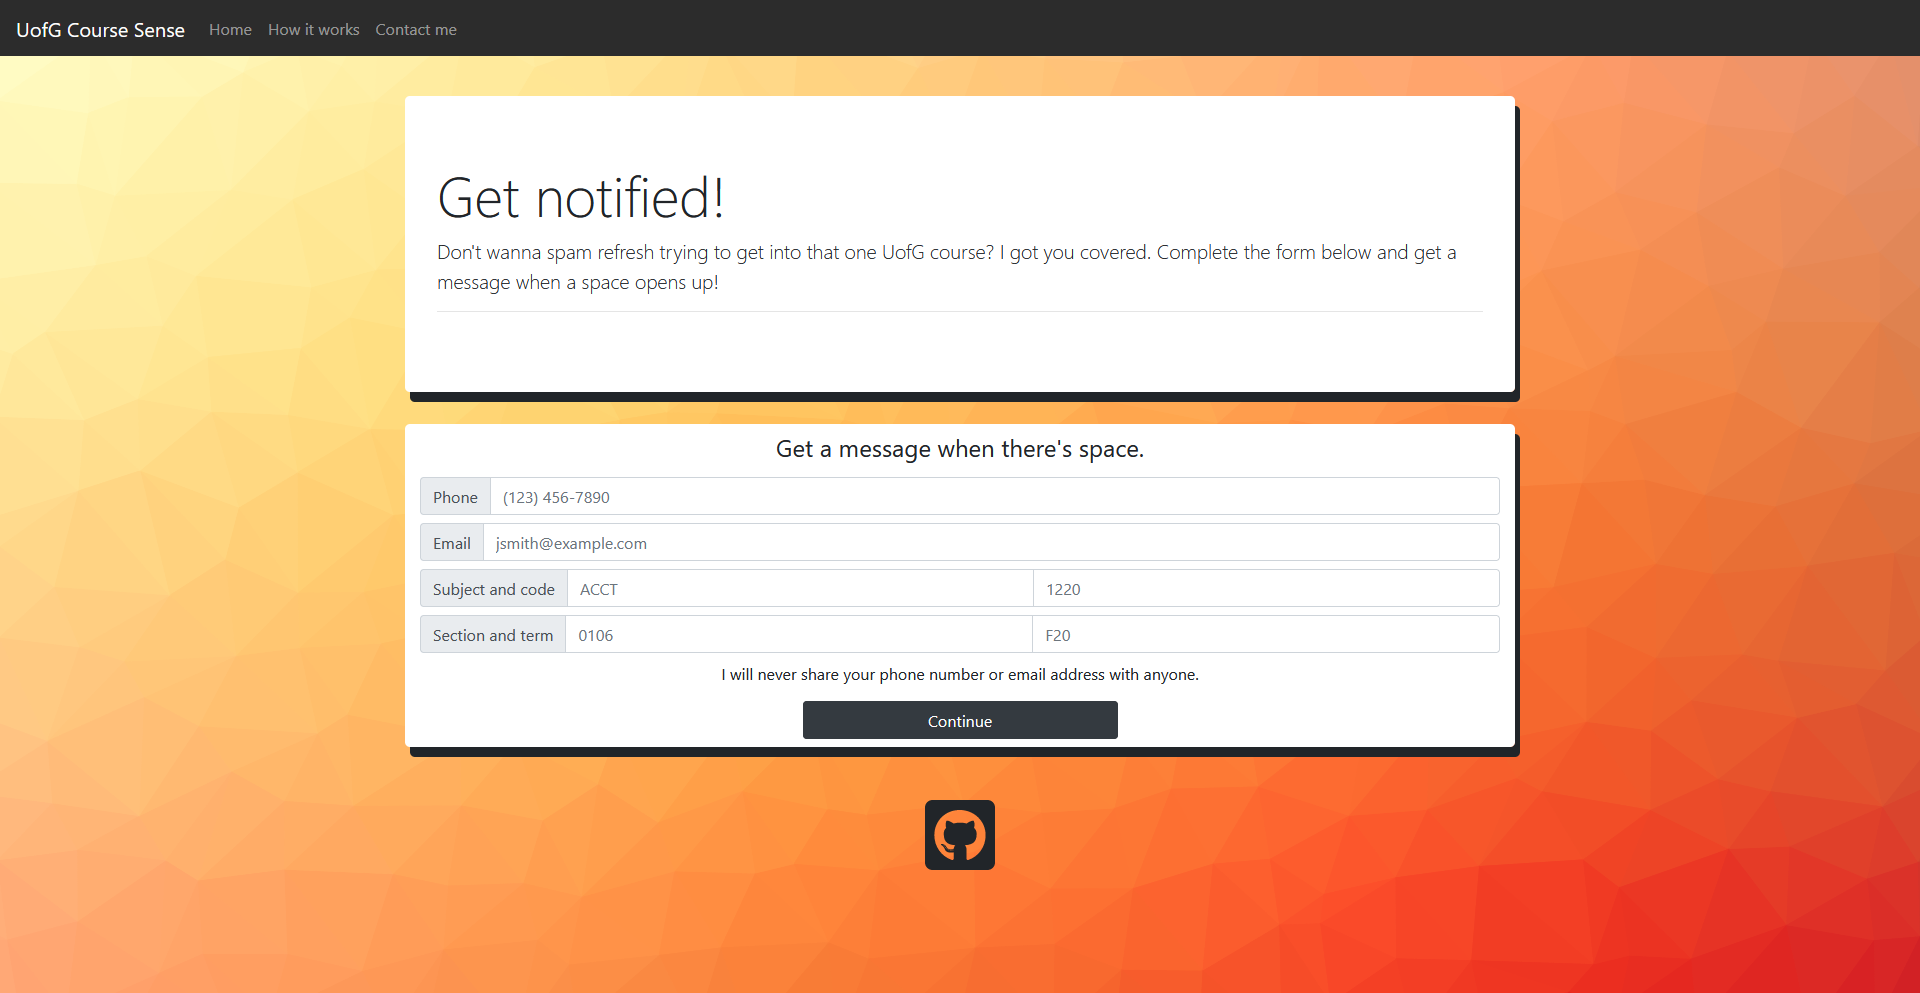 UofG Course Sense Home How it works Contact me
Get notified!
Don't wanna spam refresh trying to get into that one UofG course? I got you covered. Complete the form below and get a
message when a space opens up!
Get a message when there's space.
Phone (123) 456-7890
Email jsmith@example.com
Subject and code ACCT 1220
Section and term 0106 F20
I will never share your phone number or email address with anyone.
Continue